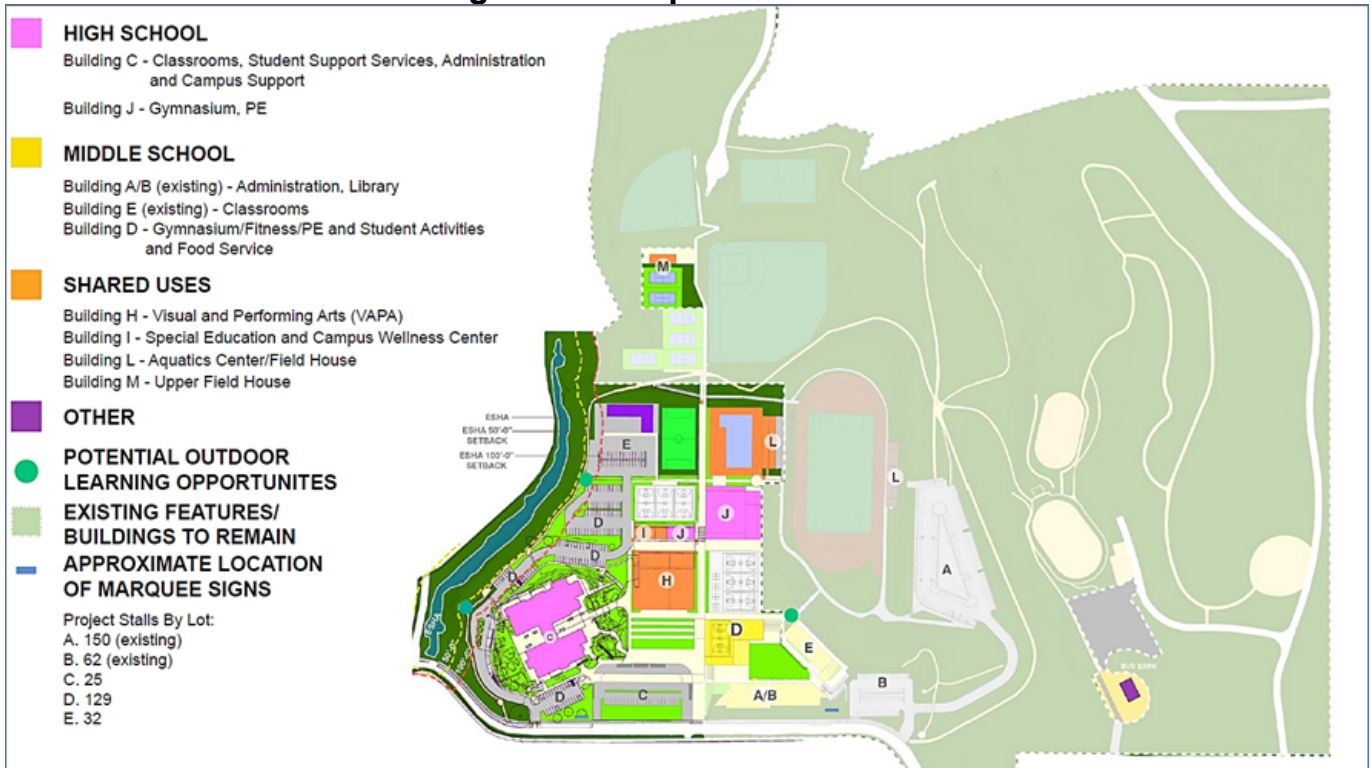 HIGH SCHOOL
Building C - Classrooms, Student Support Services, Administration
and Campus Support
Building J - Gymnasium, PE
MIDDLE SCHOOL
Building A/B (existing) - Administration, Library
Building E (existing) - Classrooms
Building D - Gymnasium/Fitness/PE and Student Activities
and Food Service
SHARED USES
Building H - Visual and Performing Arts (VAPA)
Building I - Special Education and Campus Wellness Center
Building L - Aquatics Center/Field House
Building M - Upper Field House
OTHER
POTENTIAL OUTDOOR
LEARNING OPPORTUNITES
EXISTING FEATURES/
BUILDINGS TO REMAIN
APPROXIMATE LOCATION
OF MARQUEE SIGNS
Project Stalls By Lot:
A. 150 (existing)
B. 62 (existing)
C. 25
D. 129
E. 32
M
ESHA
ESHA 50'-0"
SETBACK
ESHA 100'-0"
SETBACK
E
L
L
J
D
I
J
A
D
D
H
ESHA
50'-0"
C
D
E
D
C
A/B
B
BUS BARN